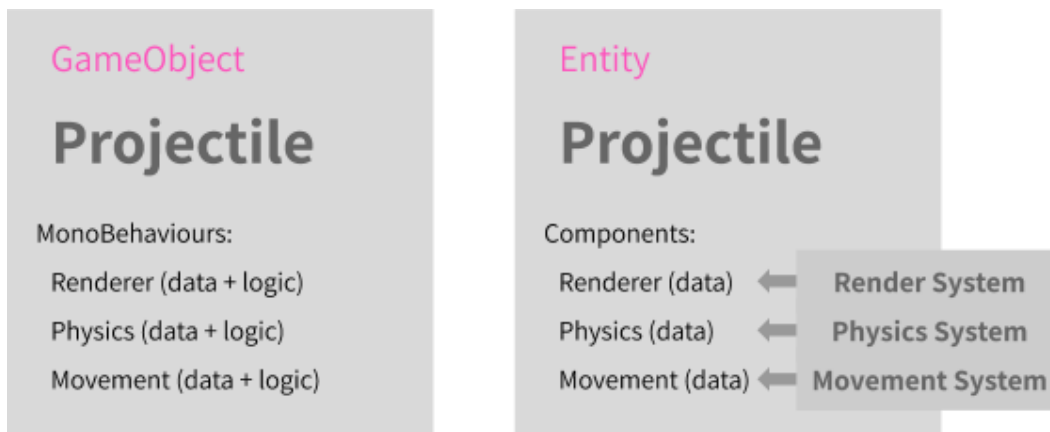 GameObject
Projectile
MonoBehaviours:
Renderer (data + logic)
Physics (data + logic)
Movement (data + logic)
Entity
Projectile
Components:
Renderer (data)
Render System
Physics (data)
Physics System
Movement (data)
Movement System